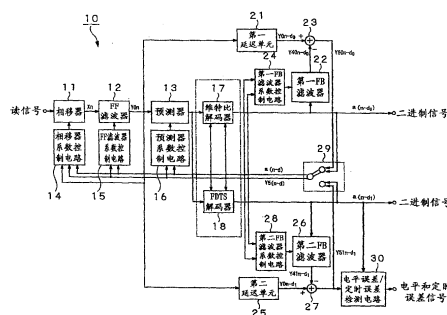 10
21
第一
延迟单元
Y0n-d₀
23
24
Y40n-d₀
Y50n-d₀
11
12
13
17
第一FB
滤波器
系数控
制电路
22
第一FB
滤波器
读信号
相移器
Xn
FF
滤波器
Y0n
预测器
维特比
解码器
a(n-d₀)
二进制信号
相移器
系数控
制电路
FF滤波器
系数控
制电路
预测器
系数控
制电路
29
14
15
16
a(n-d)
Y5(n-d)
FDTS
解码器
18
a(n-d₁)
二进制信号
28
26
第二FB
滤波器
系数控
制电路
第二FB
滤波器
Y41n-d₁
Y51n-d₁
30
电平误差/
定时误差
检测电路
电平和定时
误差信号
第二
延迟单元
Y0n-d₁
25
27